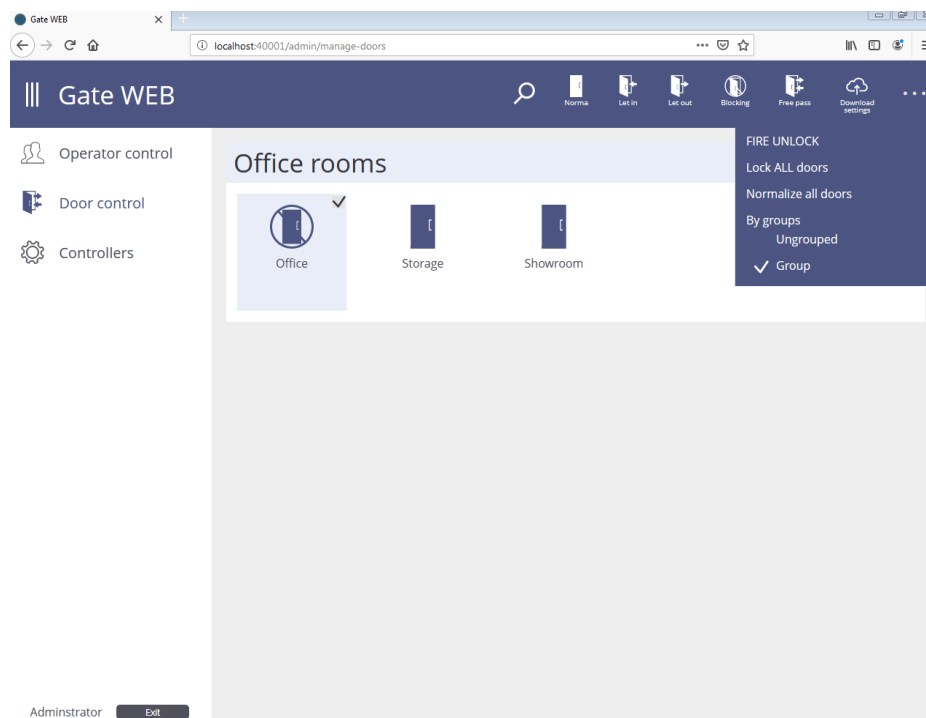 Gate WEB
localhost:40001/admin/manage-doors
Gate WEB
Norma
Let in
Let out
Blocking
Free pass
Download
settings
Operator control
Door control
Controllers
Office rooms
Office
Storage
Showroom
FIRE UNLOCK
Lock ALL doors
Normalize all doors
By groups
Ungrouped
Group
Adminstrator
Exit